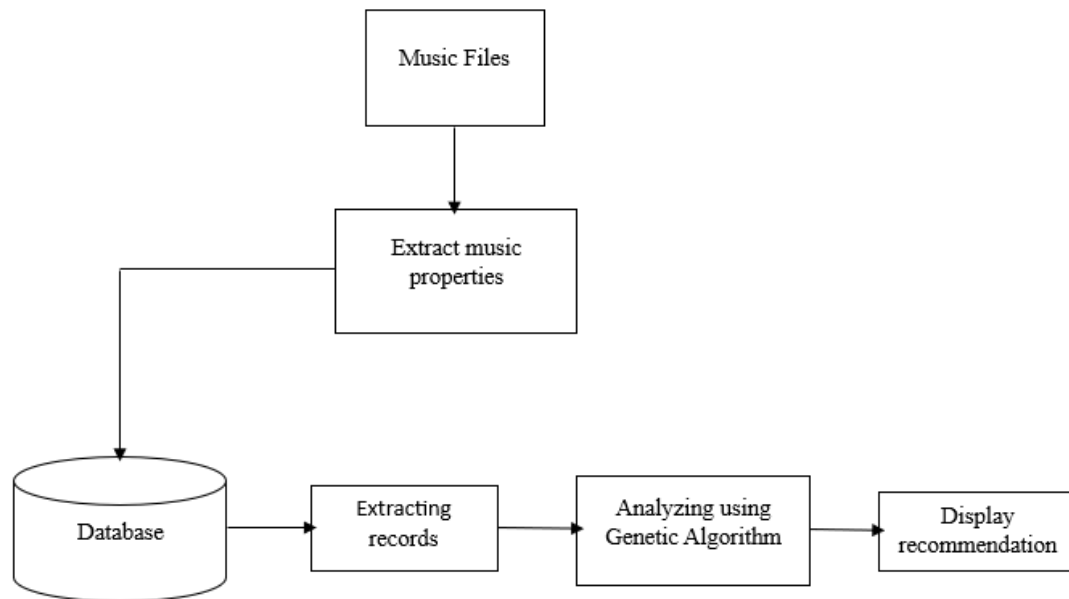 Music Files
Extract music
properties
Database
Extracting
records
Analyzing using
Genetic Algorithm
Display
recommendation